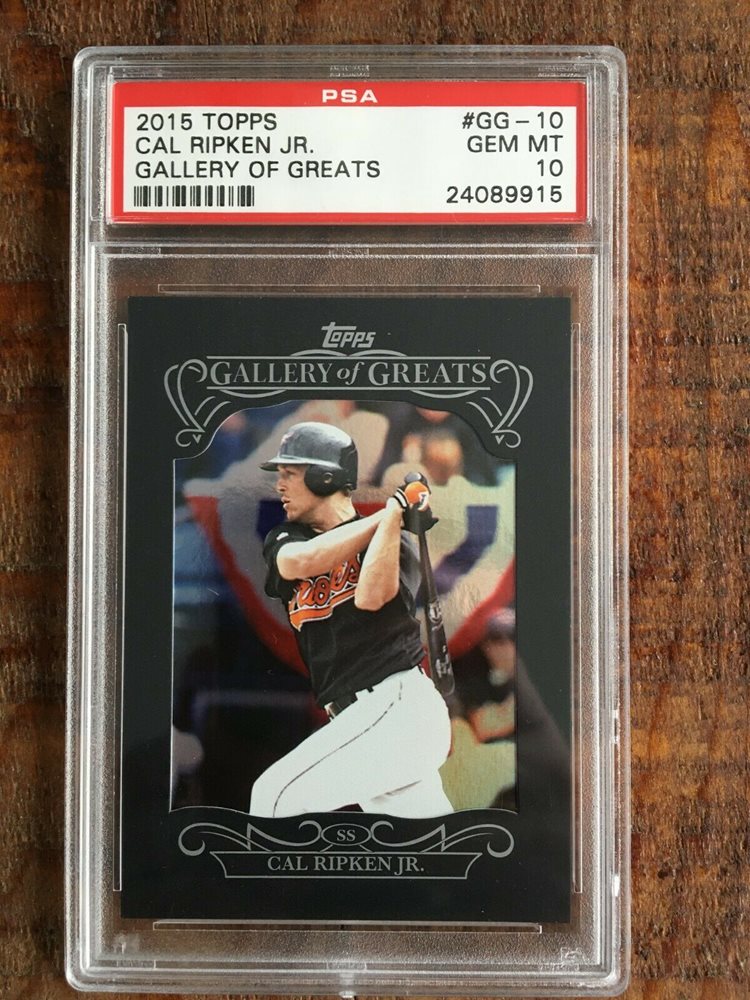 PSA
2015 TOPPS #GG-10
CAL RIPKEN JR. GEM MT
GALLERY OF GREATS 10
24089915
topps
GALLERY of GREATS
SS
CAL RIPKEN JR.